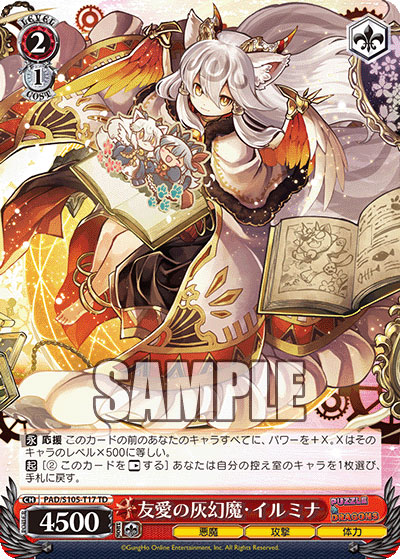 LEVEL
2
1
COST
SAMPLE
永 応援 このカードの前のあなたのキャラすべてに、パワーを+X。Xはそ
のキャラのレベル×500に等しい。
起 [② このカードを する] あなたは自分の控え室のキャラを1枚選び、
手札に戻す。
CH PAD/S105-T17 TD
友愛の灰幻魔・イルミナ
PUZZLE & DRAGONS
4500
悪魔 攻撃 体力
©GungHo Online Entertainment, Inc. All Rights Reserved.